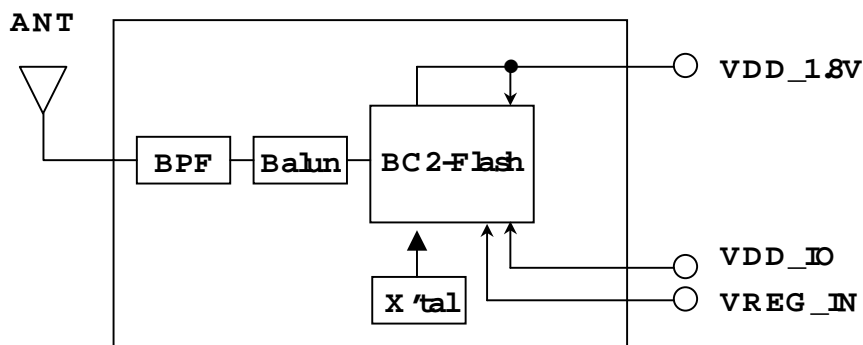 ANT
VDD_1.8V
BPF
Balun
BC2-Flash
VDD_IO
X'tal
VREG_IN